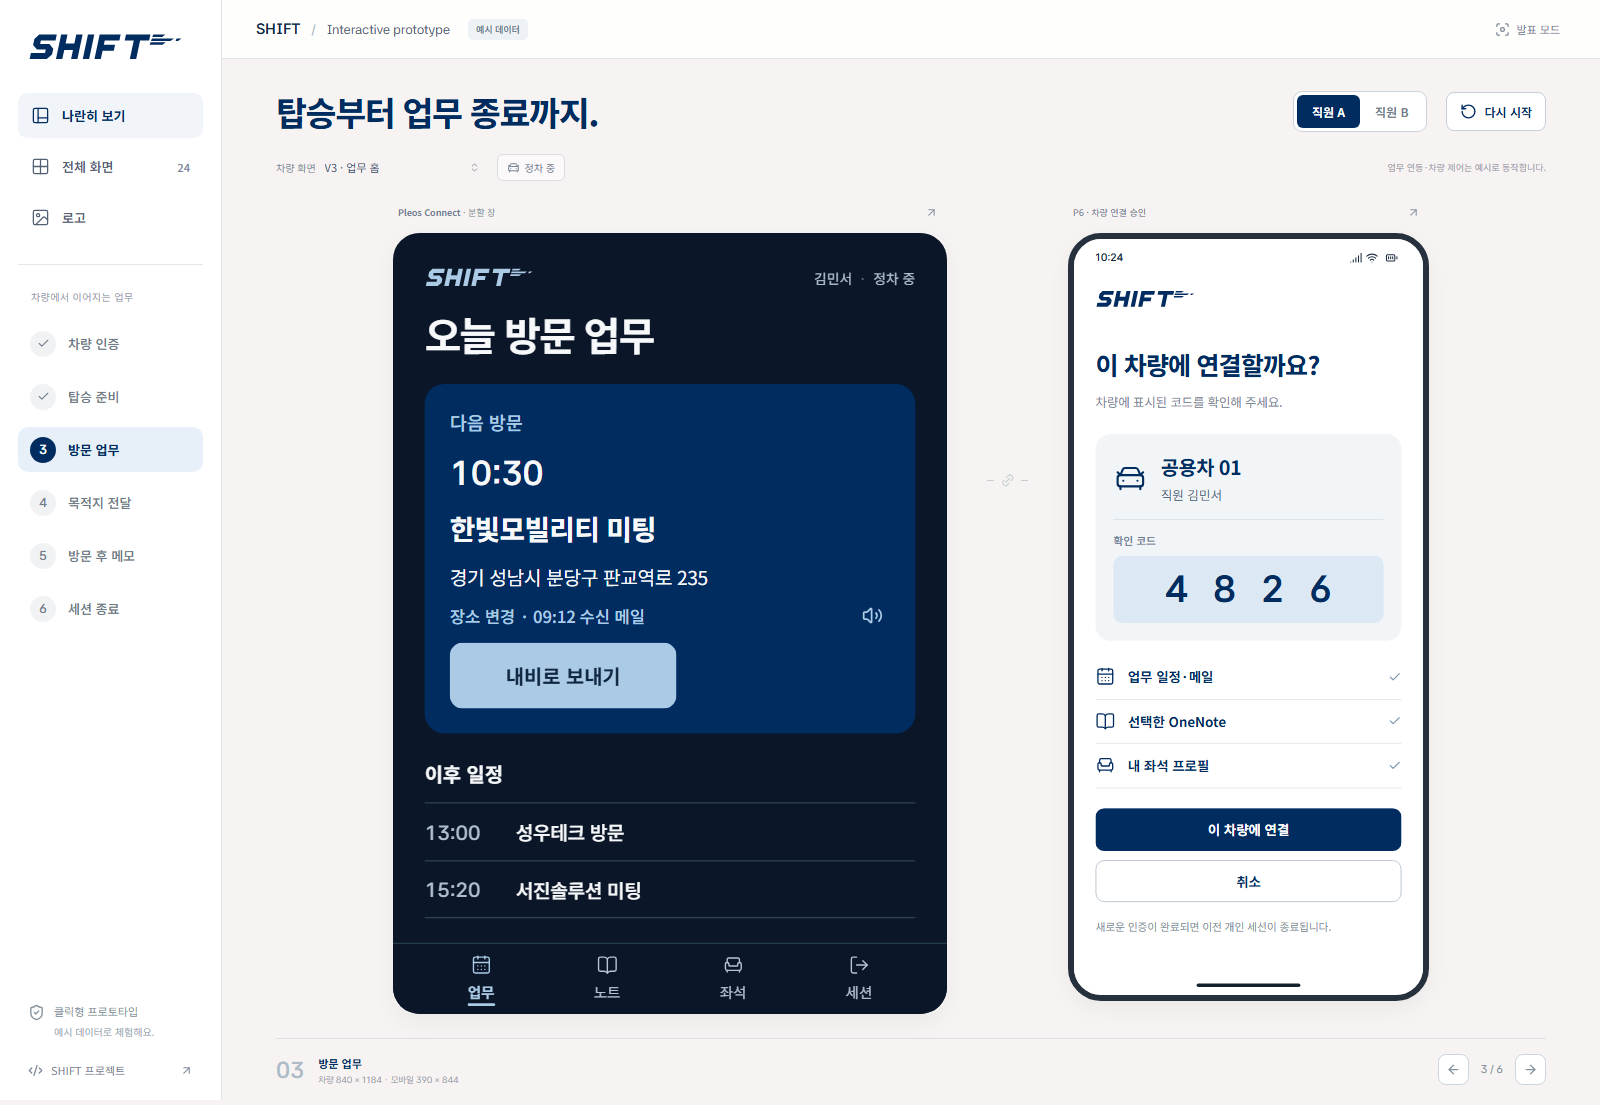 SHIFT
나란히 보기
전체 화면 24
로고
차량에서 이어지는 업무
차량 인증
탑승 준비
3 방문 업무
4 목적지 전달
5 방문 후 메모
6 세션 종료
클릭형 프로토타입
예시 데이터로 체험해요.
SHIFT 프로젝트
SHIFT / Interactive prototype 예시 데이터
발표 모드
탑승부터 업무 종료까지.
직원 A 직원 B 다시 시작
차량 화면 V3 · 업무 홈 정차 중
업무 연동·차량 제어는 예시로 동작합니다.
Pleos Connect · 분할 창
SHIFT
김민서 · 정차 중
오늘 방문 업무
다음 방문
10:30
한빛모빌리티 미팅
경기 성남시 분당구 판교역로 235
장소 변경 · 09:12 수신 메일
내비로 보내기
이후 일정
13:00 성우테크 방문
15:20 서진솔루션 미팅
업무 노트 좌석 세션
P6 · 차량 연결 승인
10:24
SHIFT
이 차량에 연결할까요?
차량에 표시된 코드를 확인해 주세요.
공용차 01
직원 김민서
확인 코드
4 8 2 6
업무 일정·메일
선택한 OneNote
내 좌석 프로필
이 차량에 연결
취소
새로운 인증이 완료되면 이전 개인 세션이 종료됩니다.
03 방문 업무
차량 840 × 1184 · 모바일 390 × 844
3 / 6